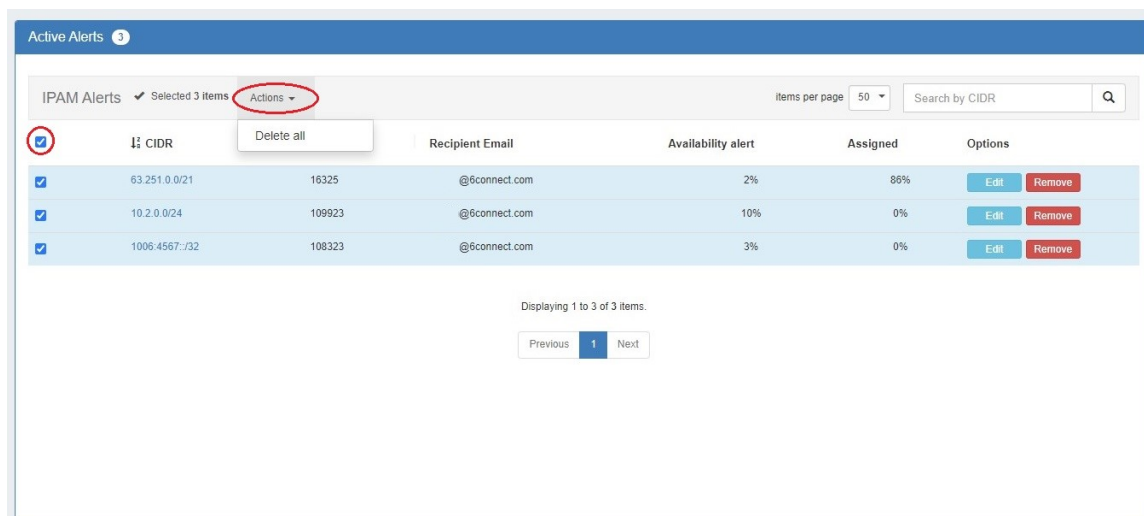 Active Alerts 3
IPAM Alerts Selected 3 items Actions items per page 50 Search by CIDR
Delete all
CIDR Recipient Email Availability alert Assigned Options
63.251.0.0/21 16325 @6connect.com 2% 86% Edit Remove
10.2.0.0/24 109923 @6connect.com 10% 0% Edit Remove
1006:4567::/32 108323 @6connect.com 3% 0% Edit Remove
Displaying 1 to 3 of 3 items.
Previous 1 Next